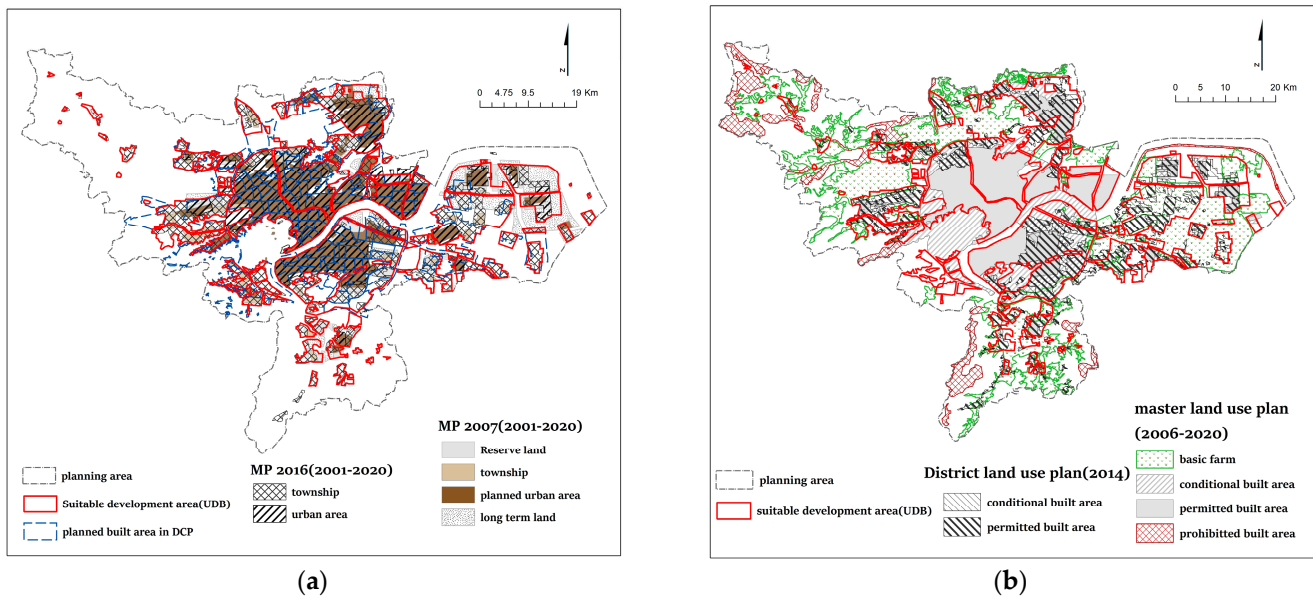 N
0 4.75 9.5 19 Km
MP 2007(2001-2020)
Reserve land
township
planned urban area
long term land
MP 2016(2001-2020)
township
urban area
planning area
Suitable development area(UDB)
planned built area in DCP
(a)
N
0 5 10 20 Km
master land use plan
(2006-2020)
basic farm
conditional built area
permitted built area
prohibitted built area
District land use plan(2014)
conditional built area
permitted built area
planning area
suitable development area(UDB)
(b)